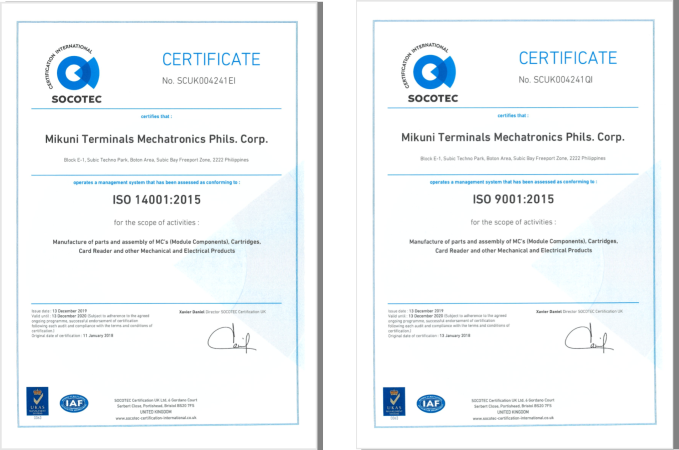 CERTIFICATION INTERNATIONAL
SOCOTEC
CERTIFICATE
No. SCUK004241EI
certifies that :
Mikuni Terminals Mechatronics Phils. Corp.
Block E-1, Subic Techno Park, Boton Area, Subic Bay Freeport Zone, 2222 Philippines
operates a management system that has been assessed as conforming to :
ISO 14001:2015
for the scope of activities :
Manufacture of parts and assembly of MC's (Module Components), Cartridges,
Card Reader and other Mechanical and Electrical Products
Issue date : 13 December 2019
Valid until : 13 December 2020 (Subject to adherence to the agreed
ongoing programme, successful endorsement of certification
following each audit and compliance with the terms and conditions of
certification.)
Original date of certification : 11 January 2018
Xavier Daniel Director SOCOTEC Certification UK
UKAS
IAF
SOCOTEC Certification UK Ltd, 6 Gordano Court
Serbert Close, Portishead, Bristol BS20 7FS
UNITED KINGDOM
www.socotec-certification-international.co.uk
CERTIFICATION INTERNATIONAL
SOCOTEC
CERTIFICATE
No. SCUK004241QI
certifies that :
Mikuni Terminals Mechatronics Phils. Corp.
Block E-1, Subic Techno Park, Boton Area, Subic Bay Freeport Zone, 2222 Philippines
operates a management system that has been assessed as conforming to :
ISO 9001:2015
for the scope of activities :
Manufacture of parts and assembly of MC's (Module Components), Cartridges,
Card Reader and other Mechanical and Electrical Products
Issue date : 13 December 2019
Valid until : 13 December 2020 (Subject to adherence to the agreed
ongoing programme, successful endorsement of certification
following each audit and compliance with the terms and conditions of
certification.)
Original date of certification : 13 January 2018
Xavier Daniel Director SOCOTEC Certification UK
UKAS
IAF
SOCOTEC Certification UK Ltd, 6 Gordano Court
Serbert Close, Portishead, Bristol BS20 7FS
UNITED KINGDOM
www.socotec-certification-international.co.uk